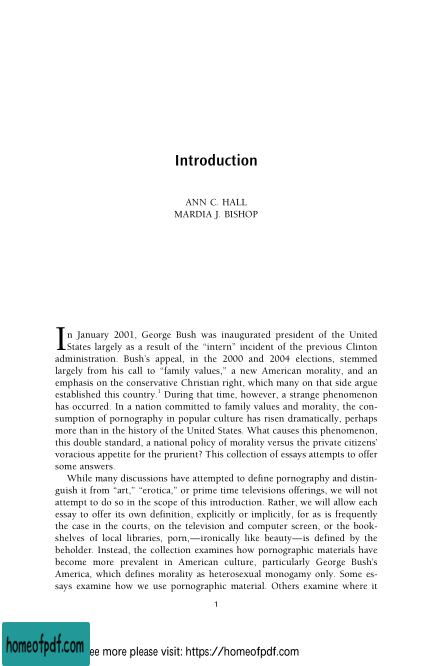 Introduction
ANN C. HALL
MARDIA J. BISHOP
In January 2001, George Bush was inaugurated president of the United
States largely as a result of the “intern” incident of the previous Clinton
administration. Bush’s appeal, in the 2000 and 2004 elections, stemmed
largely from his call to “family values,” a new American morality, and an
emphasis on the conservative Christian right, which many on that side argue
established this country.1 During that time, however, a strange phenomenon
has occurred. In a nation committed to family values and morality, the con-
sumption of pornography in popular culture has risen dramatically, perhaps
more than in the history of the United States. What causes this phenomenon,
this double standard, a national policy of morality versus the private citizens’
voracious appetite for the prurient? This collection of essays attempts to offer
some answers.
While many discussions have attempted to define pornography and distin-
guish it from “art,” “erotica,” or prime time televisions offerings, we will not
attempt to do so in the scope of this introduction. Rather, we will allow each
essay to offer its own definition, explicitly or implicitly, for as is frequently
the case in the courts, on the television and computer screen, or the book-
shelves of local libraries, porn,—ironically like beauty—is defined by the
beholder. Instead, the collection examines how pornographic materials have
become more prevalent in American culture, particularly George Bush’s
America, which defines morality as heterosexual monogamy only. Some es-
says examine how we use pornographic material. Others examine where it
1
homeofpdf.com
ee more please visit: https://homeofpdf.com